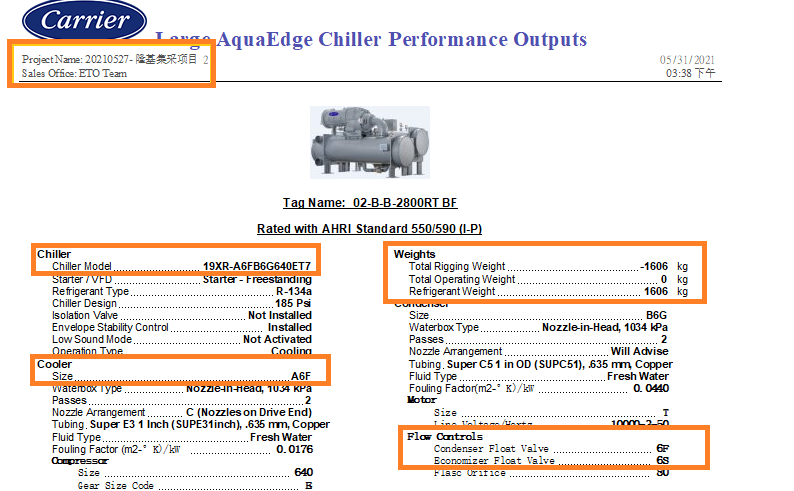 Carrier
Large AquaEdge Chiller Performance Outputs
Project Name: 20210527- 隆基集采项目 2
Sales Office: ETO Team
05/31/2021
03:38 下午
Tag Name: 02-B-B-2800RT BF
Rated with AHRI Standard 550/590 (I-P)
Chiller
Chiller Model 19XR-A6FB6G640ET7
Starter / VFD Starter - Freestanding
Refrigerant Type R-134a
Chiller Design 185 Psi
Isolation Valve Not Installed
Envelope Stability Control Installed
Low Sound Mode Not Activated
Operation Type Cooling
Cooler
Size A6F
Waterbox Type Nozzle-in-Head, 1034 kPa
Passes 2
Nozzle Arrangement C (Nozzles on Drive End)
Tubing Super E3 1 Inch (SUPE31inch), .635 mm, Copper
Fluid Type Fresh Water
Fouling Factor (m2-° K)/kW 0.0176
Compressor
Size 640
Gear Size Code E
Weights
Total Rigging Weight -1606 kg
Total Operating Weight 0 kg
Refrigerant Weight 1606 kg
Condenser
Size B6G
Waterbox Type Nozzle-in-Head, 1034 kPa
Passes 2
Nozzle Arrangement Will Advise
Tubing Super C5 1 in OD (SUPC51), .635 mm, Copper
Fluid Type Fresh Water
Fouling Factor(m2-° K)/kW 0.0440
Motor
Size T
Line Voltage/Hertz 10000-3-50
Flow Controls
Condenser Float Valve 6F
Economizer Float Valve 6S
Flasc Orifice 80